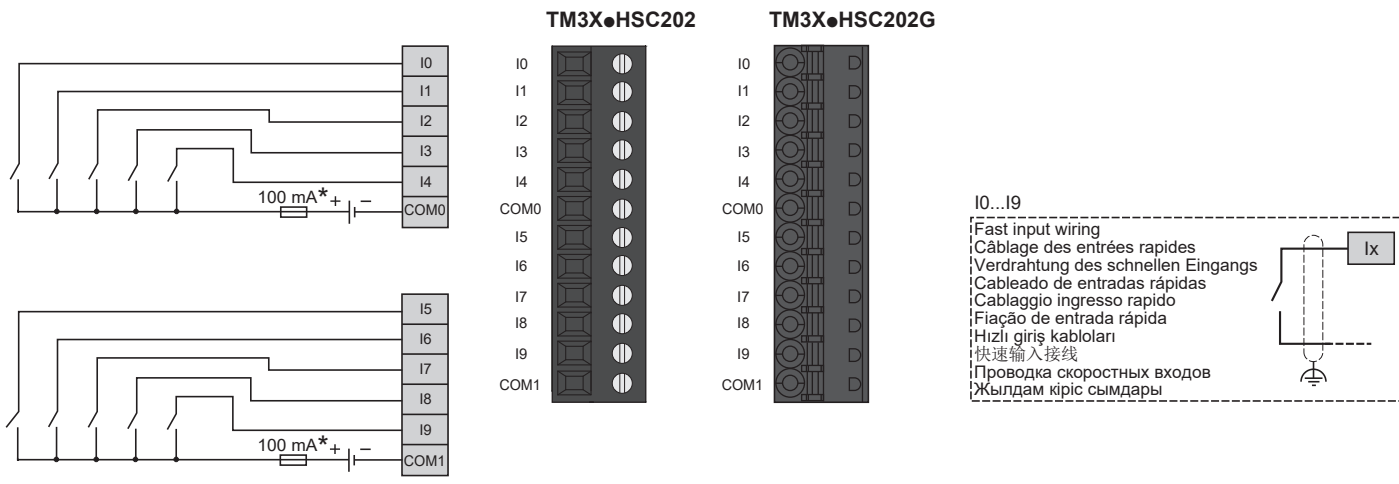 TM3X●HSC202
TM3X●HSC202G
I0
I1
I2
I3
I4
COM0
100 mA*
+
−
I5
I6
I7
I8
I9
COM1
100 mA*
+
−
I0
I1
I2
I3
I4
COM0
I5
I6
I7
I8
I9
COM1
I0
I1
I2
I3
I4
COM0
I5
I6
I7
I8
I9
COM1
I0...I9
Fast input wiring
Câblage des entrées rapides
Verdrahtung des schnellen Eingangs
Cableado de entradas rápidas
Cablaggio ingresso rapido
Fiação de entrada rápida
Hızlı giriş kabloları
快速输入接线
Проводка скоростных входов
Жылдам кіріс сымдары
Ix